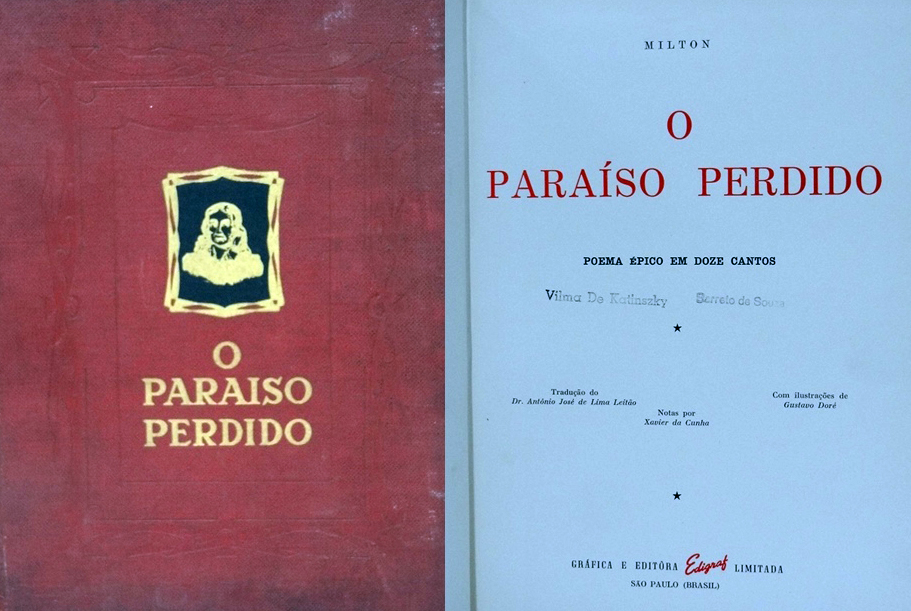 O
PARAISO
PERDIDO
MILTON
O
PARAÍSO PERDIDO
POEMA ÉPICO EM DOZE CANTOS
Vilma De Katinszky Barreto de Souza
Tradução do
Dr. Antônio José de Lima Leitão
Notas por
Xavier da Cunha
Com ilustrações de
Gustavo Doré
GRÁFICA E EDITÔRA Edigraf LIMITADA
SÃO PAULO (BRASIL)